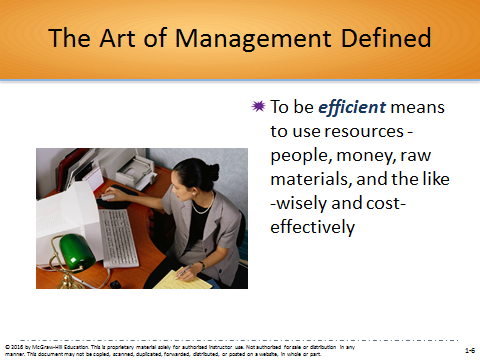 The Art of Management Defined
To be efficient means
to use resources -
people, money, raw
materials, and the like
-wisely and cost-
effectively
© 2016 by McGraw-Hill Education. This is proprietary material solely for authorized instructor use. Not authorized for sale or distribution in any
manner. This document may not be copied, scanned, duplicated, forwarded, distributed, or posted on a website, in whole or part.
1-6